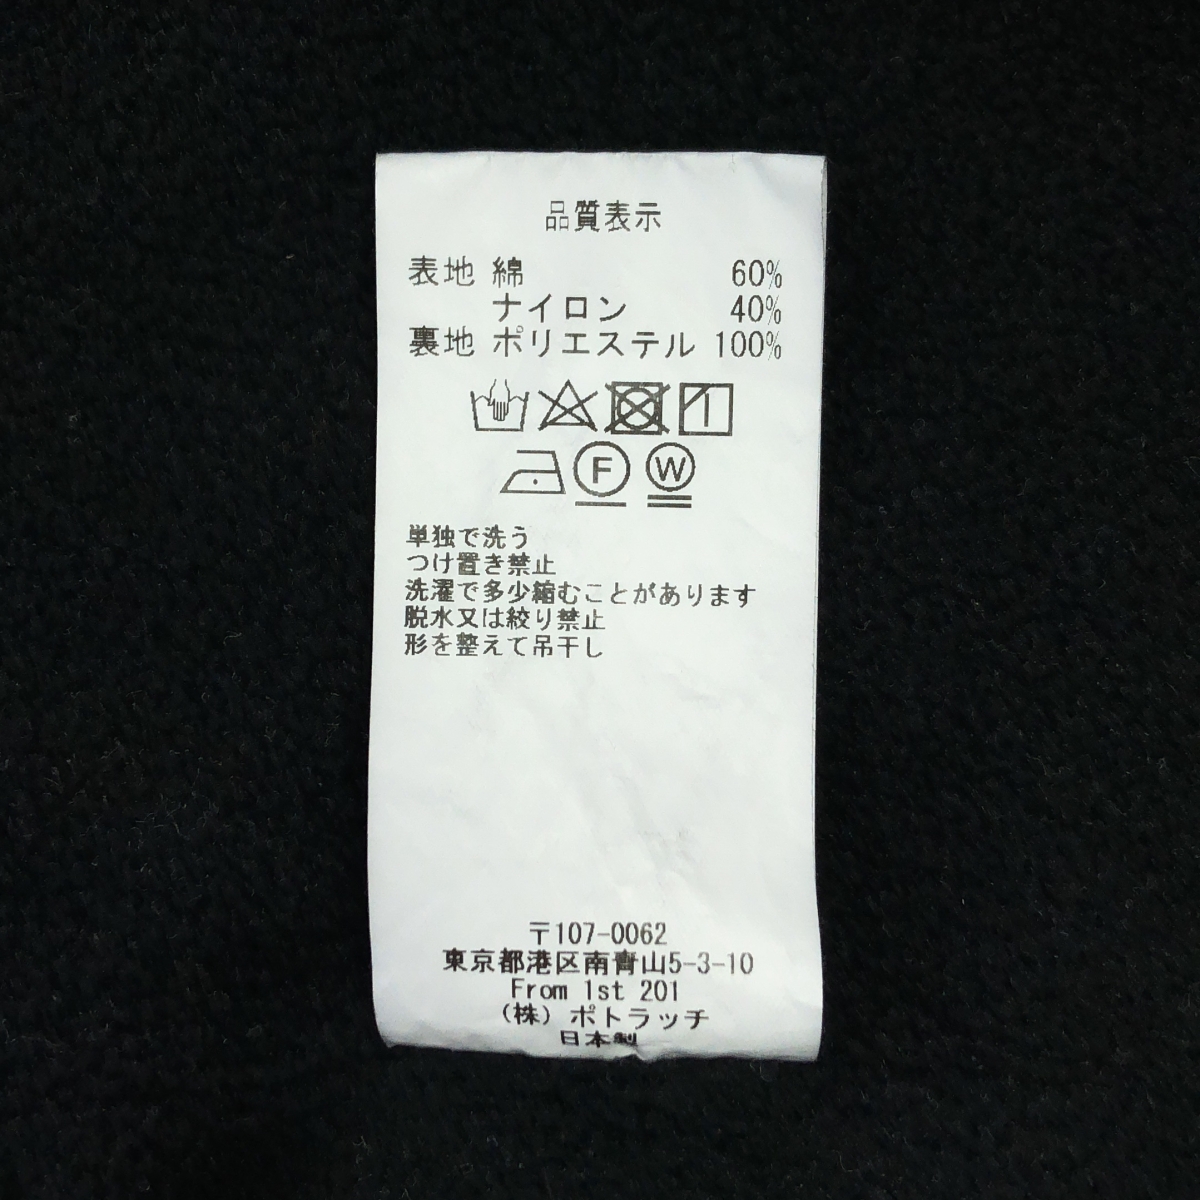 品質表示
表地 綿 60%
ナイロン 40%
裏地 ポリエステル 100%
F W
単独で洗う
つけ置き禁止
洗濯で多少縮むことがあります
脱水又は絞り禁止
形を整えて吊干し
〒107-0062
東京都港区南青山5-3-10
From 1st 201
(株) ポトラッチ
日本製